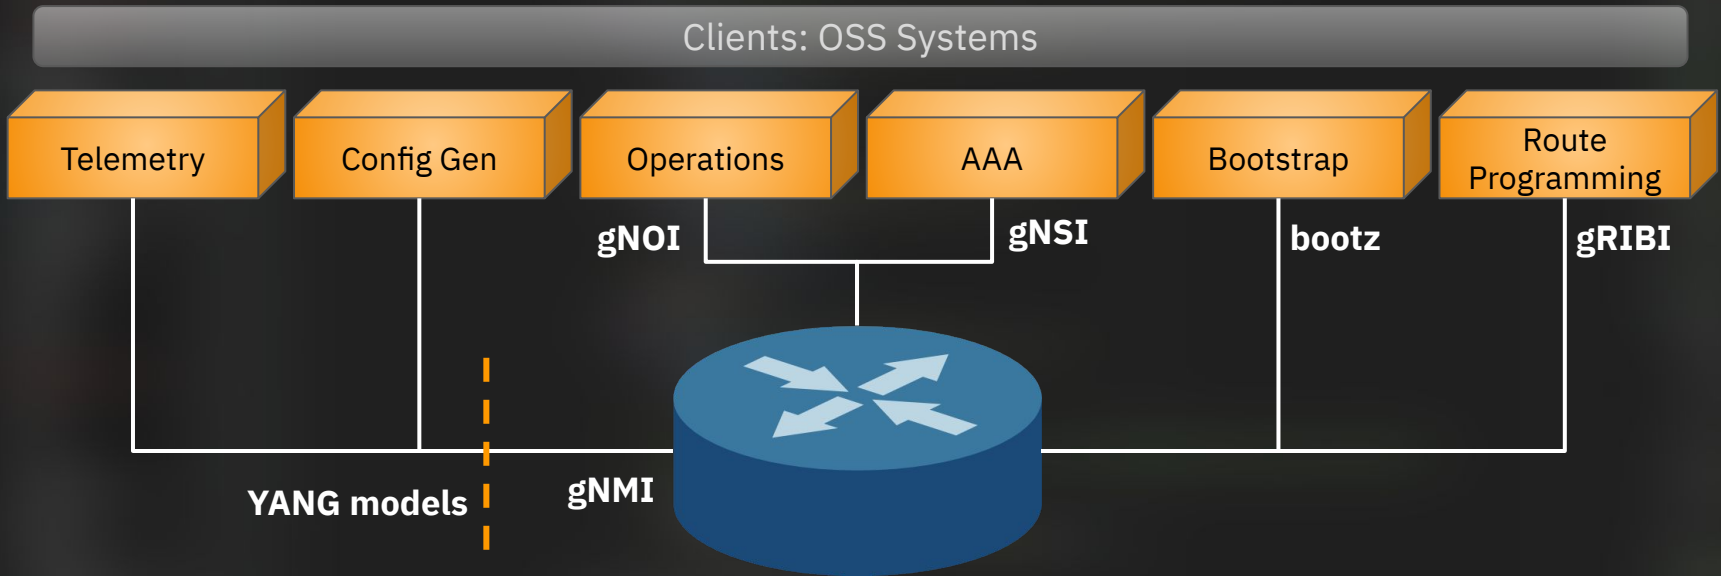 Clients: OSS Systems
Telemetry
Config Gen
Operations
AAA
Bootstrap
Route
Programming
gNOI
gNSI
bootz
gRIBI
YANG models
gNMI